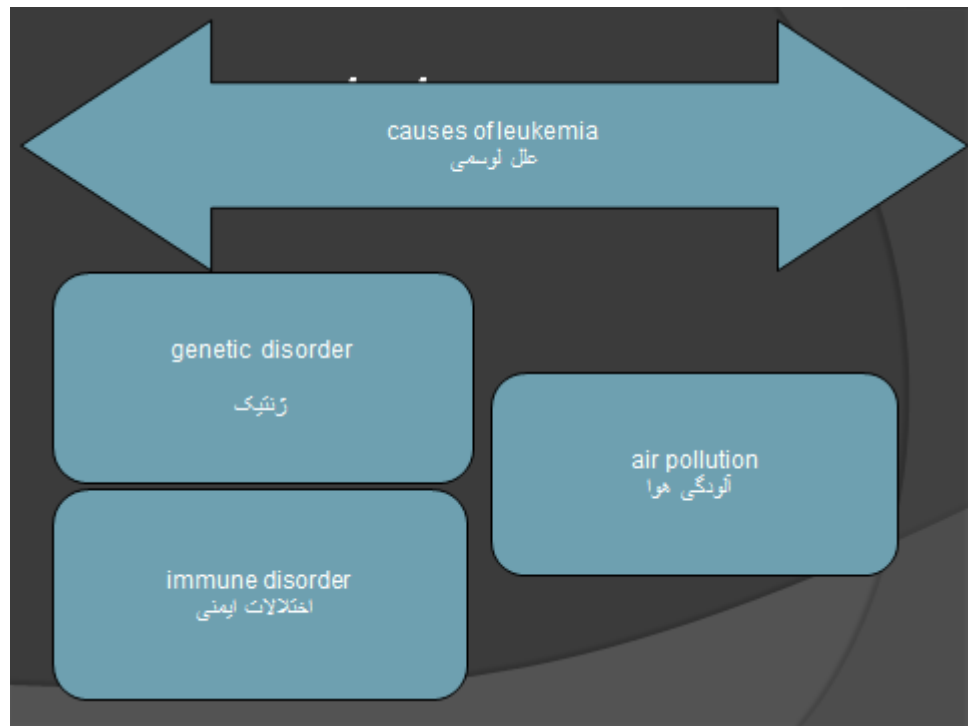 causes of leukemia
علل لوسمی
genetic disorder
ژنتیک
air pollution
آلودگی هوا
immune disorder
اختلالات ایمنی